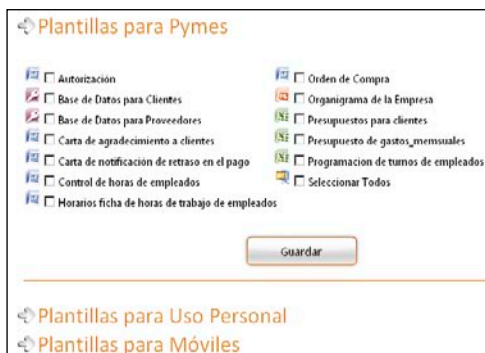 Plantillas para Pymes
Autorización
Base de Datos para Clientes
Base de Datos para Proveedores
Carta de agradecimiento a clientes
Carta de notificación de retraso en el pago
Control de horas de empleados
Horarios ficha de horas de trabajo de empleados
Orden de Compra
Organigrama de la Empresa
Presupuestos para clientes
Presupuesto de gastos_memsuales
Programacion de turnos de empleados
Seleccionar Todos
Guardar
Plantillas para Uso Personal
Plantillas para Móviles